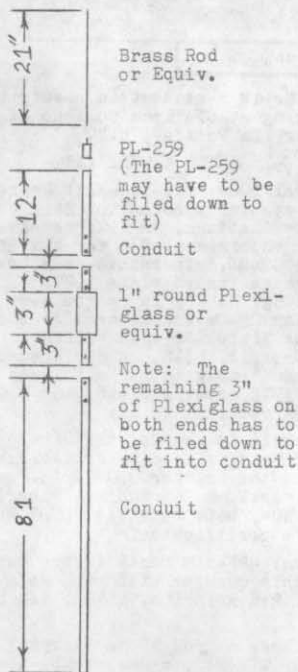 21"
Brass Rod
or Equiv.
PL-259
(The PL-259
may have to be
filed down to
fit)
12
Conduit
3"
3"
1" round Plexi-
glass or
equiv.
3"
Note: The
remaining 3"
of Plexiglass on
both ends has to
be filed down to
fit into conduit
Conduit
81